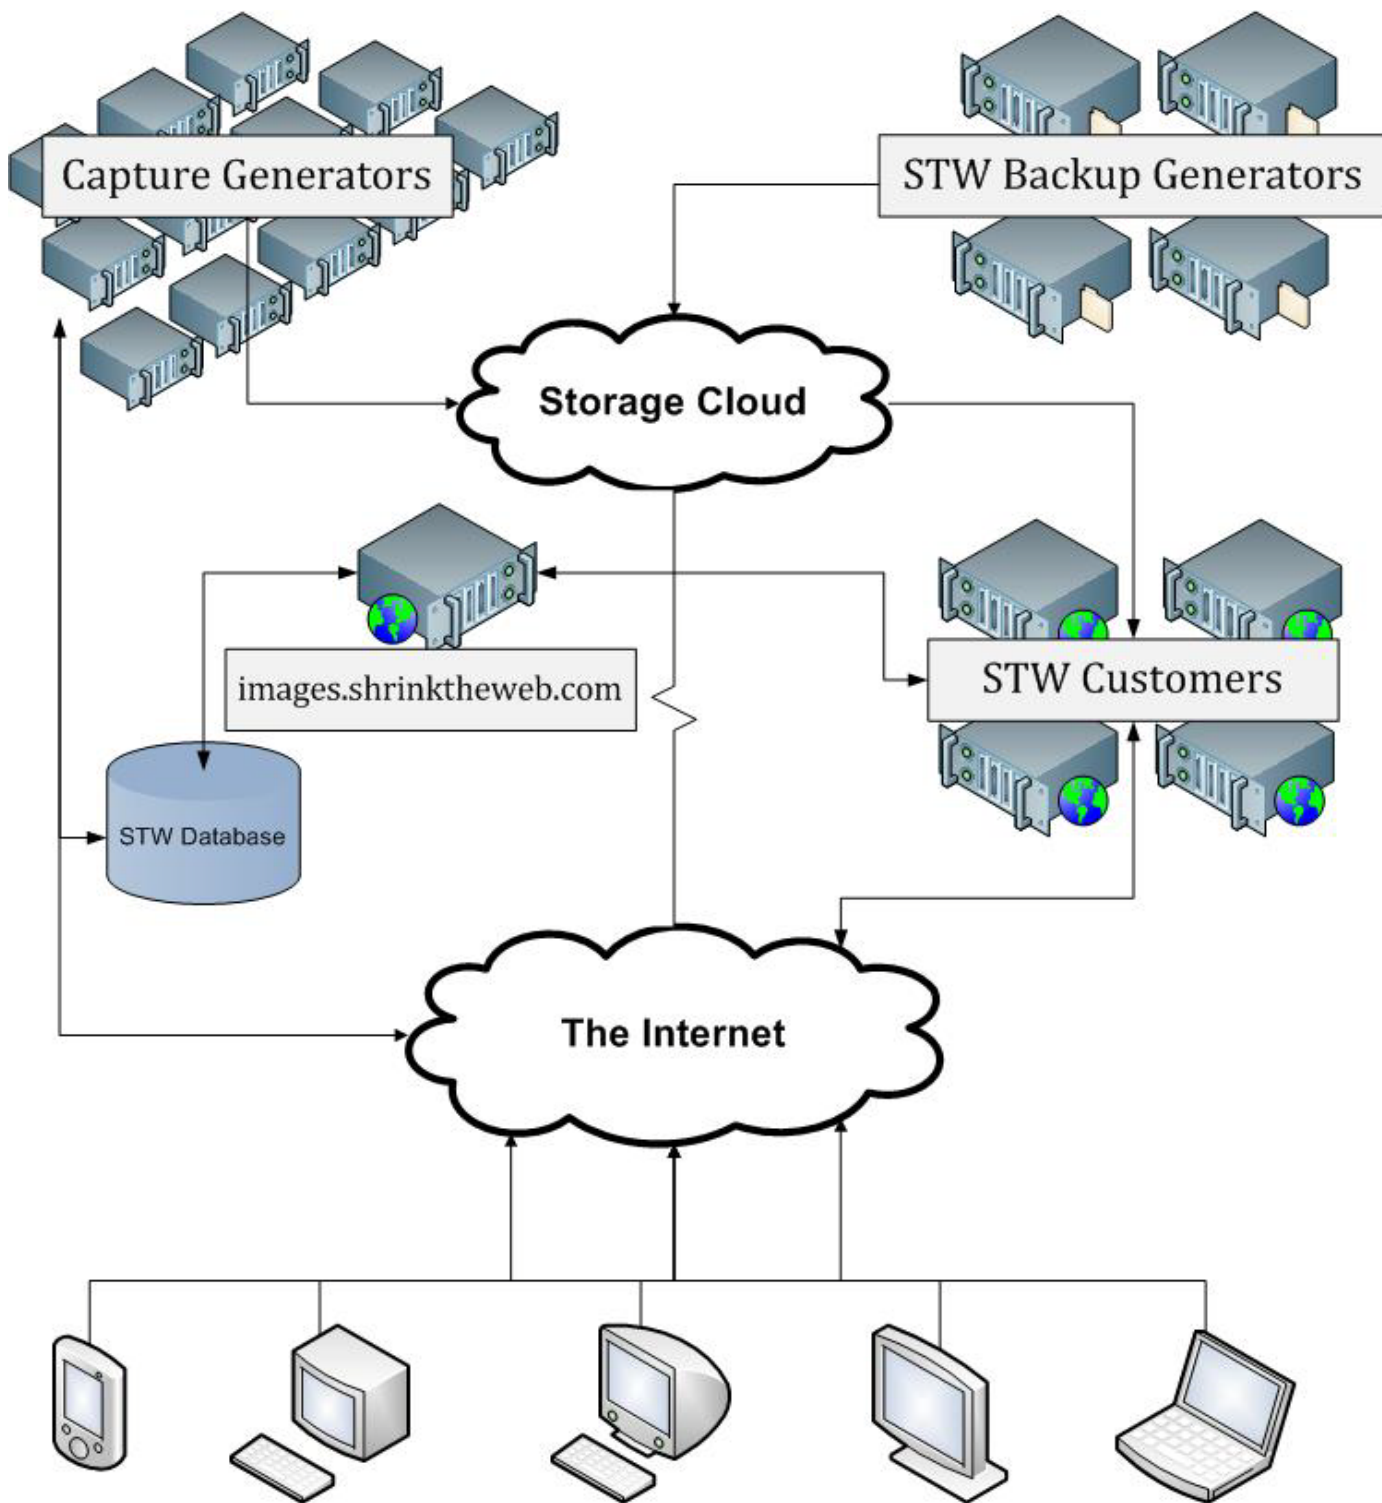 Capture Generators
STW Backup Generators
Storage Cloud
images.shrinktheweb.com
STW Customers
STW Database
The Internet